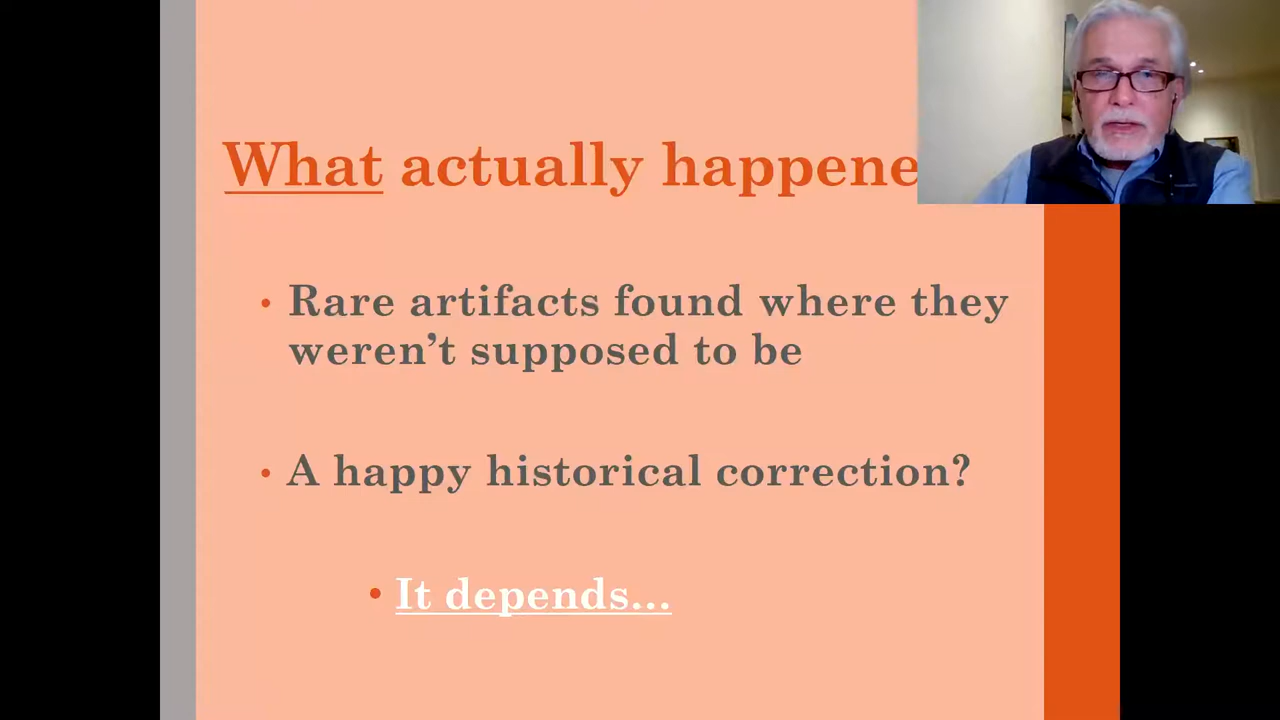 What actually happene
• Rare artifacts found where they
weren’t supposed to be
• A happy historical correction?
• It depends...